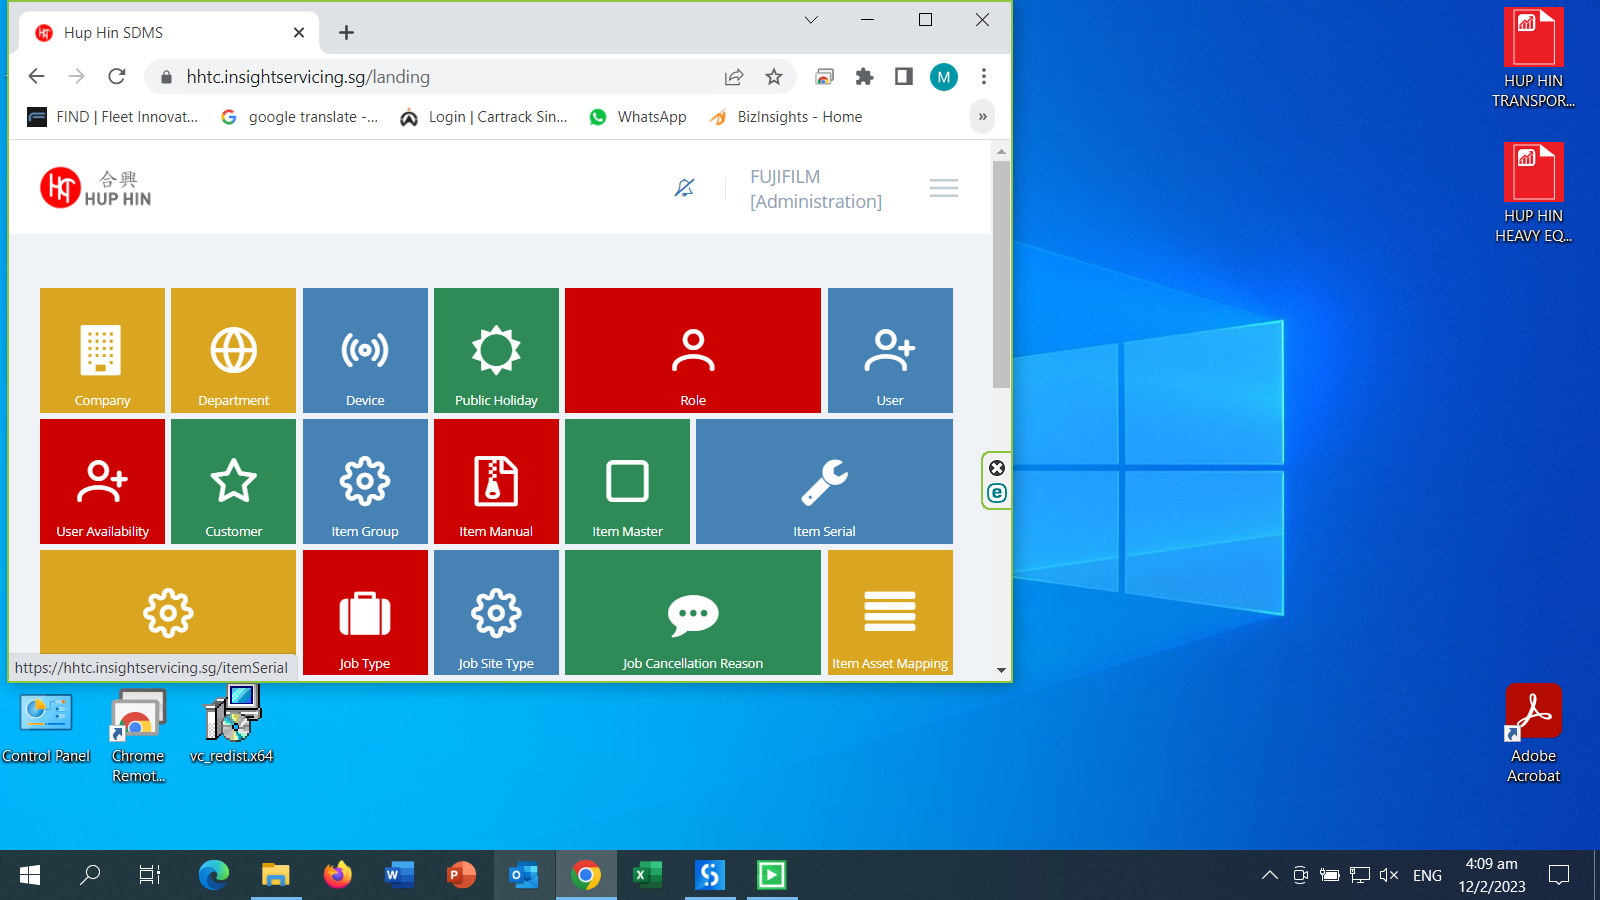 Hup Hin SDMS
hhtc.insightservicing.sg/landing
M
FIND | Fleet Innovat...
google translate -...
Login | Cartrack Sin...
WhatsApp
BizInsights - Home
»
合興
HUP HIN
FUJIFILM
[Administration]
Company
Department
Device
Public Holiday
Role
User
User Availability
Customer
Item Group
Item Manual
Item Master
Item Serial
Job Type
Job Site Type
Job Cancellation Reason
Item Asset Mapping
https://hhtc.insightservicing.sg/itemSerial
HUP HIN
TRANSPOR...
HUP HIN
HEAVY EQ...
Control Panel
Chrome
Remot...
vc_redist.x64
Adobe
Acrobat
ENG
4:09 am
12/2/2023